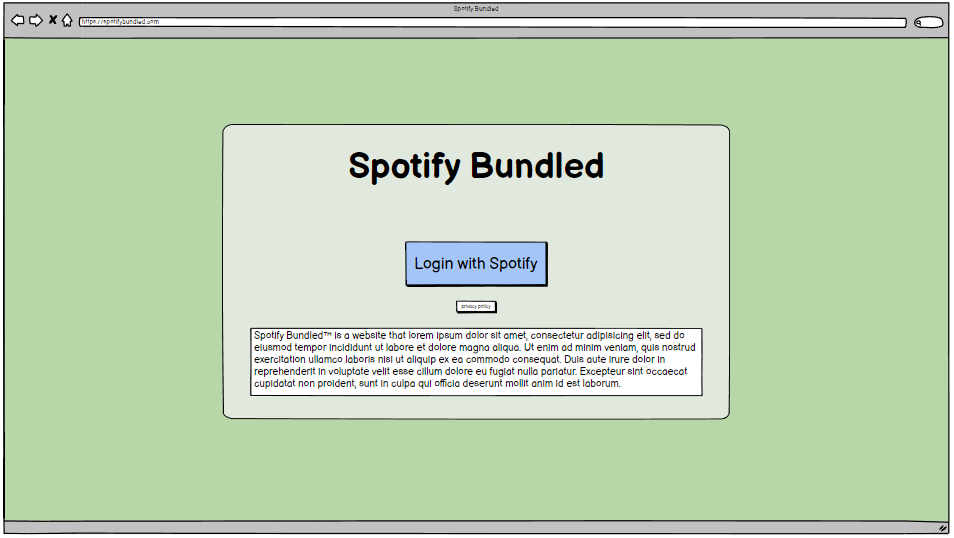 Spotify Bundled
https://spotifybundled.com
Spotify Bundled
Login with Spotify
privacy policy
Spotify Bundled™ is a website that lorem ipsum dolor sit amet, consectetur adipisicing elit, sed do
eiusmod tempor incididunt ut labore et dolore magna aliqua. Ut enim ad minim veniam, quis nostrud
exercitation ullamco laboris nisi ut aliquip ex ea commodo consequat. Duis aute irure dolor in
reprehenderit in voluptate velit esse cillum dolore eu fugiat nulla pariatur. Excepteur sint occaecat
cupidatat non proident, sunt in culpa qui officia deserunt mollit anim id est laborum.